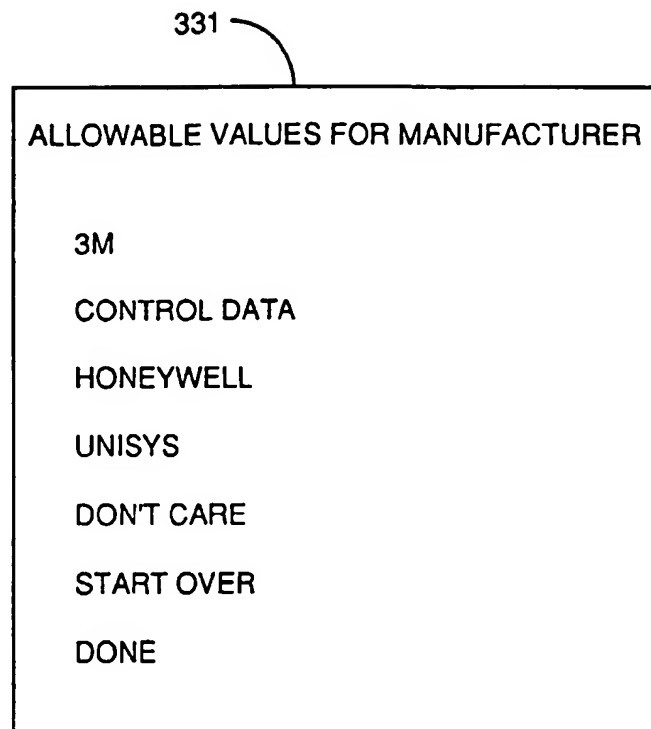 331
ALLOWABLE VALUES FOR MANUFACTURER
3M
CONTROL DATA
HONEYWELL
UNISYS
DON'T CARE
START OVER
DONE